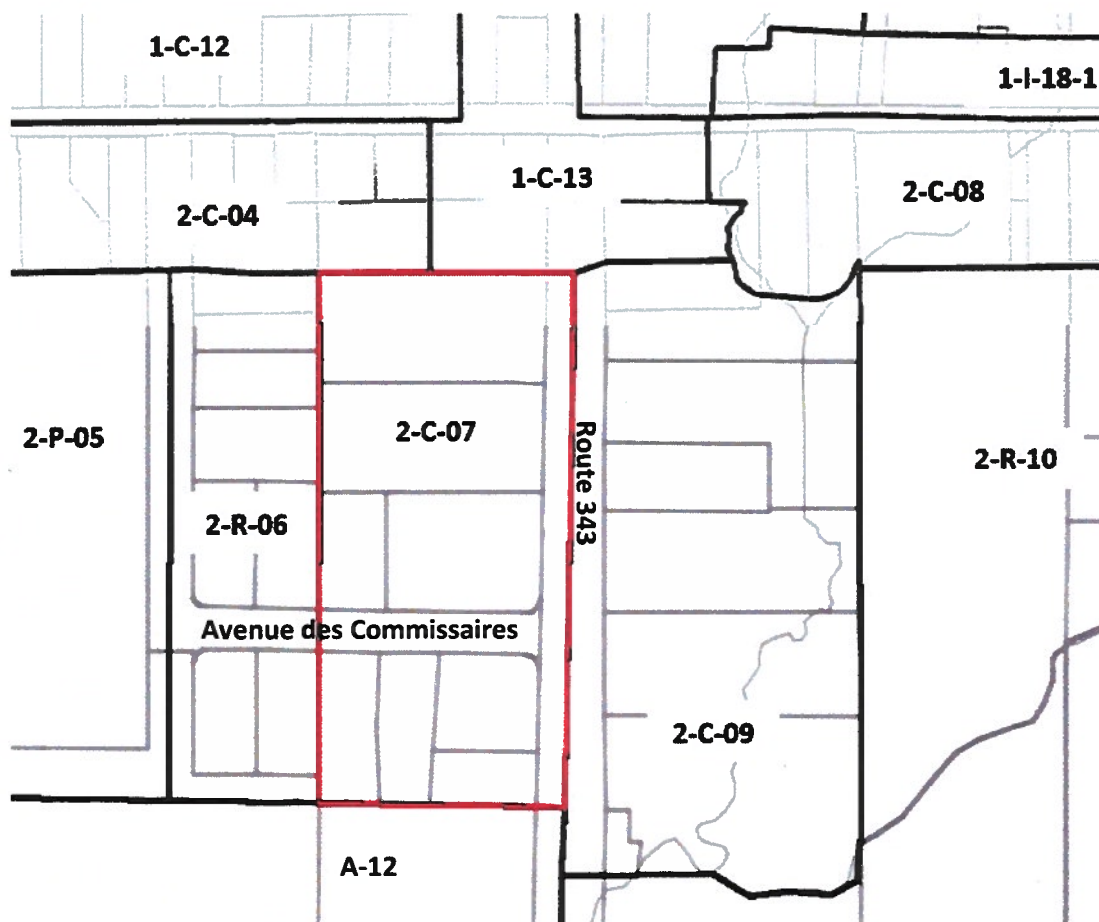 1-C-12
1-I-18-1
1-C-13
2-C-08
2-C-04
2-C-07
2-P-05
Route 343
2-R-10
2-R-06
Avenue des Commissaires
2-C-09
A-12